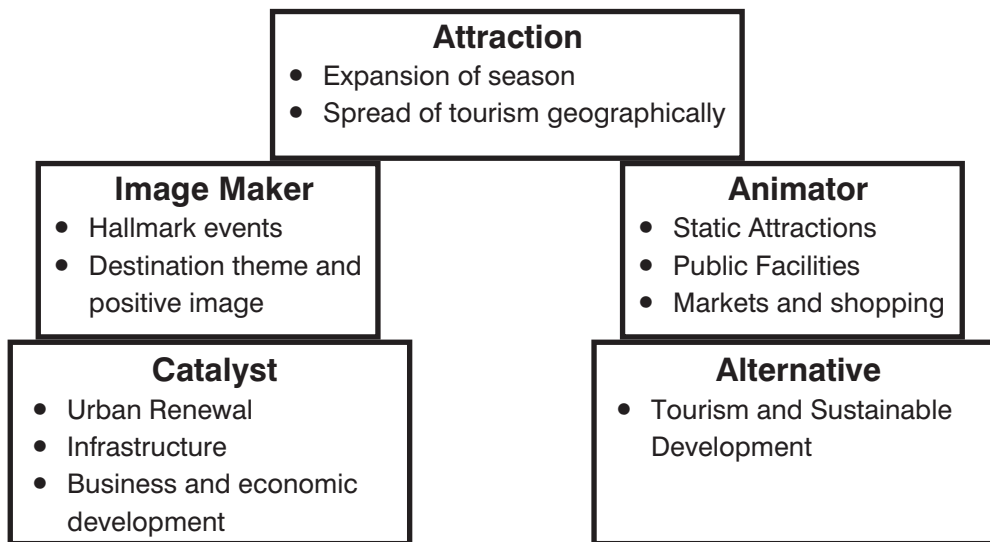 Attraction
• Expansion of season
• Spread of tourism geographically
Image Maker
• Hallmark events
• Destination theme and
positive image
Animator
• Static Attractions
• Public Facilities
• Markets and shopping
Catalyst
• Urban Renewal
• Infrastructure
• Business and economic
development
Alternative
• Tourism and Sustainable
Development